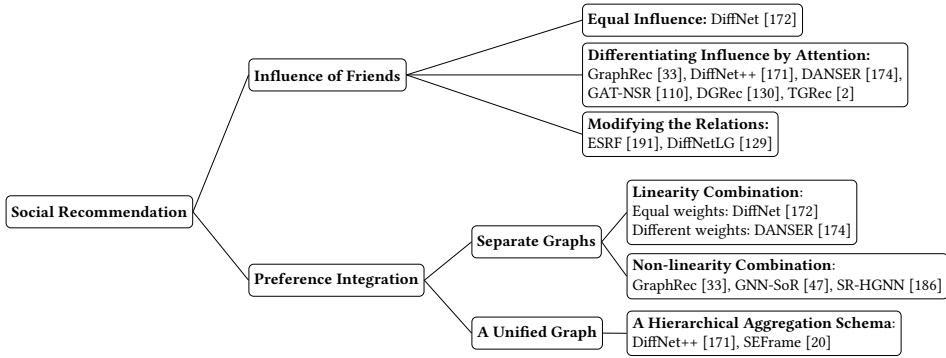 Equal Influence: DiffNet [172]
Differentiating Influence by Attention:
GraphRec [33], DiffNet++ [171], DANSER [174],
GAT-NSR [110], DGRec [130], TGRec [2]
Influence of Friends
Modifying the Relations:
ESRF [191], DiffNetLG [129]
Social Recommendation
Linearity Combination:
Equal weights: DiffNet [172]
Different weights: DANSER [174]
Separate Graphs
Non-linearity Combination:
GraphRec [33], GNN-SoR [47], SR-HGNN [186]
Preference Integration
A Unified Graph
A Hierarchical Aggregation Schema:
DiffNet++ [171], SEFrame [20]